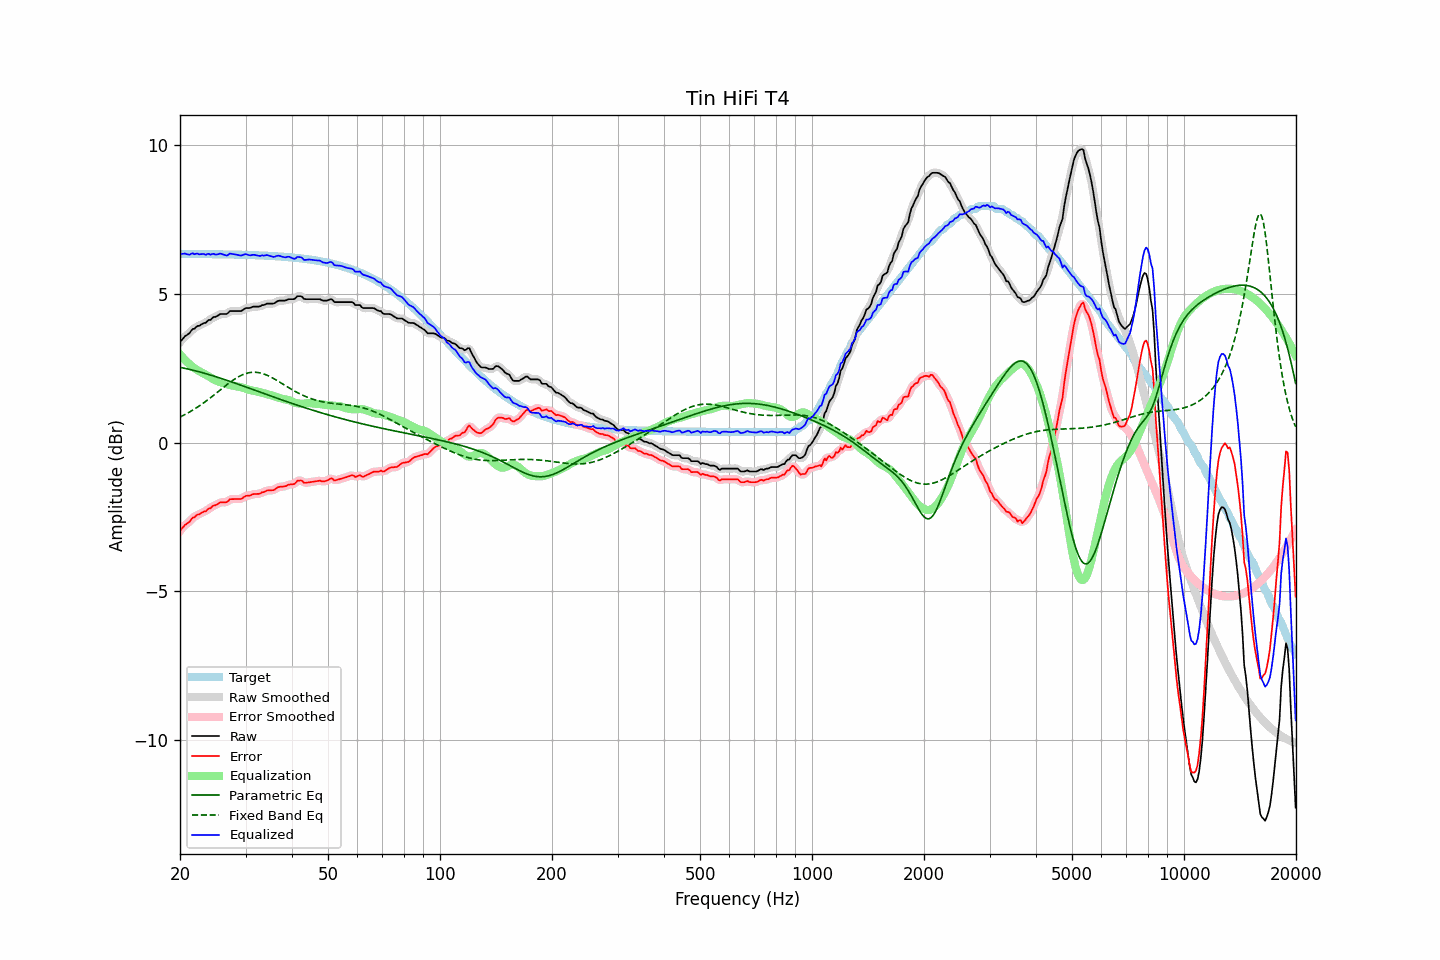 Tin HiFi T4
Amplitude (dBr)
10
5
0
−5
−10
Target
Raw Smoothed
Error Smoothed
Raw
Error
Equalization
Parametric Eq
Fixed Band Eq
Equalized
20
50
100
200
500
1000
2000
5000
10000
20000
Frequency (Hz)